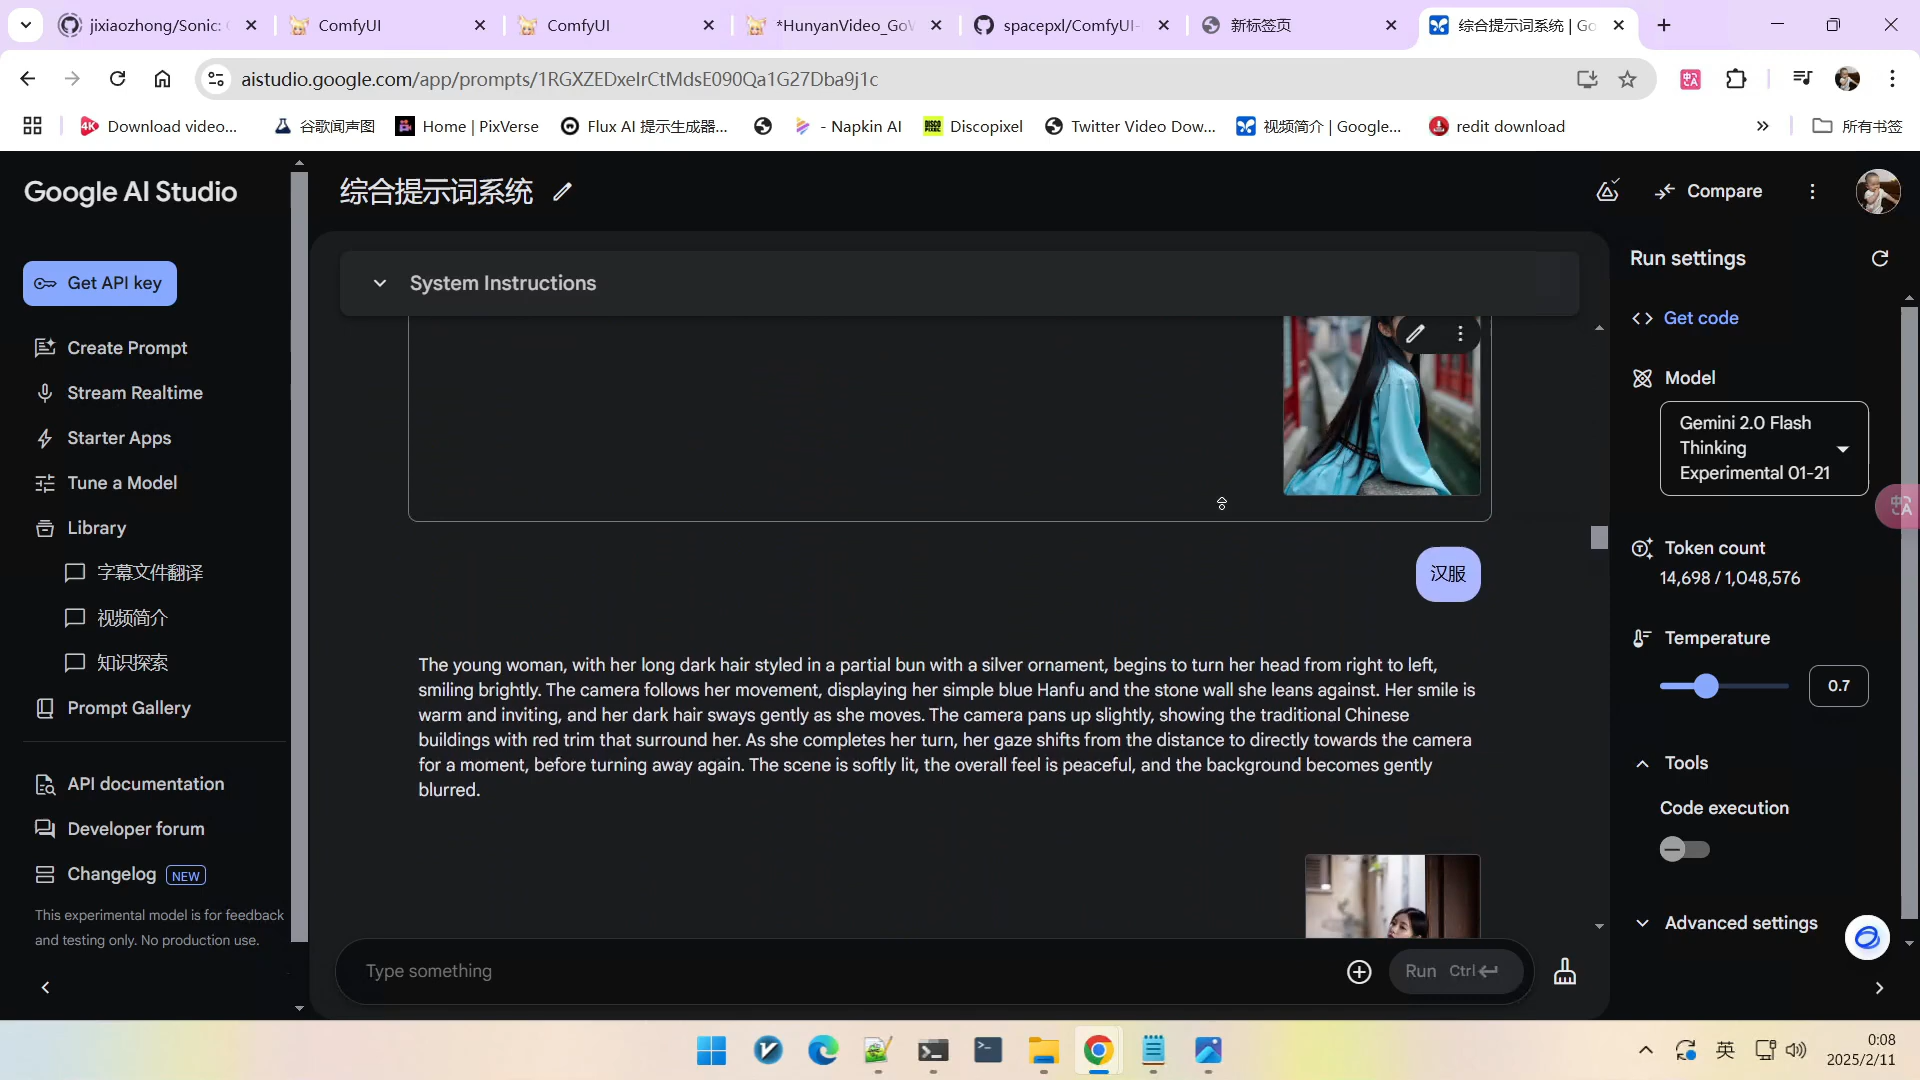 jixiaozhong/Sonic:
ComfyUI
ComfyUI
*HunyanVideo_GoW
spacepxl/ComfyUI-
新标签页
综合提示词系统 | Go
aistudio.google.com/app/prompts/1RGXZEDxeIrCtMdsE090Qa1G27Dba9j1c
Download video...
谷歌闻声图
Home | PixVerse
Flux AI 提示生成器...
- Napkin AI
Discopixel
Twitter Video Dow...
视频简介 | Google...
redit download
所有书签
Google AI Studio
综合提示词系统
Compare
Get API key
System Instructions
Run settings
Create Prompt
Get code
Stream Realtime
Model
Starter Apps
Gemini 2.0 Flash
Thinking
Experimental 01-21
Tune a Model
Library
Token count
14,698 / 1,048,576
字幕文件翻译
汉服
视频简介
Temperature
0.7
知识探索
The young woman, with her long dark hair styled in a partial bun with a silver ornament, begins to turn her head from right to left,
smiling brightly. The camera follows her movement, displaying her simple blue Hanfu and the stone wall she leans against. Her smile is
warm and inviting, and her dark hair sways gently as she moves. The camera pans up slightly, showing the traditional Chinese
buildings with red trim that surround her. As she completes her turn, her gaze shifts from the distance to directly towards the camera
for a moment, before turning away again. The scene is softly lit, the overall feel is peaceful, and the background becomes gently
blurred.
Prompt Gallery
Tools
API documentation
Code execution
Developer forum
Changelog NEW
This experimental model is for feedback
and testing only. No production use.
Advanced settings
Type something
Run Ctrl
英
0:08
2025/2/11